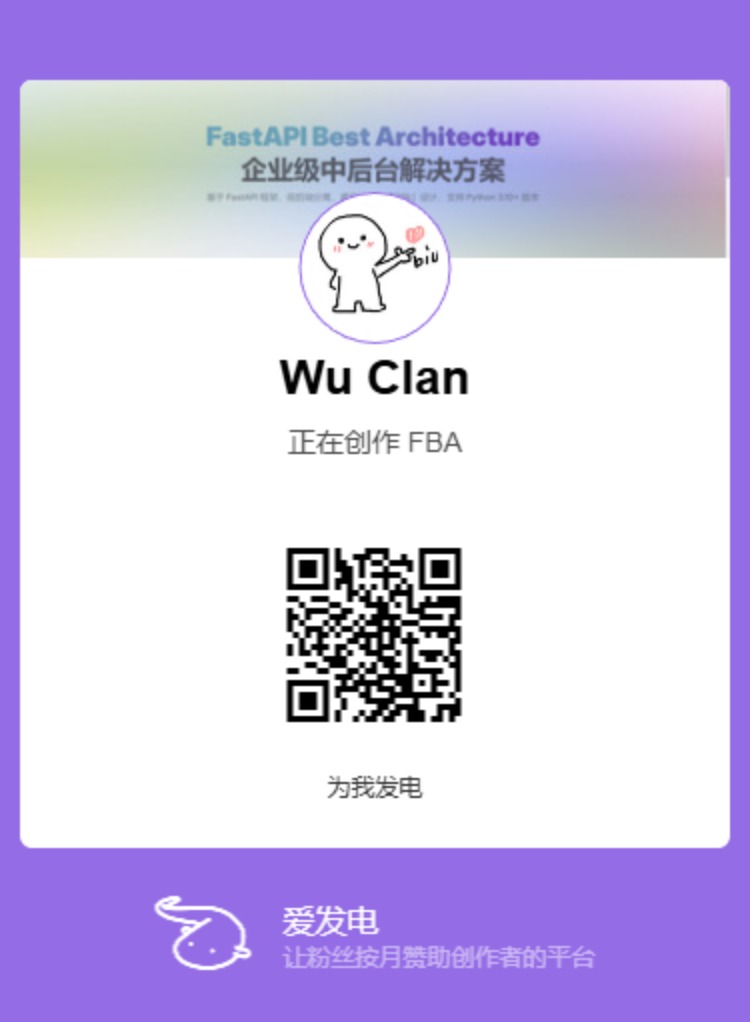 FastAPI Best Architecture
企业级中后台解决方案
biu
Wu Clan
正在创作 FBA
为我发电
爱发电
让粉丝按月赞助创作者的平台